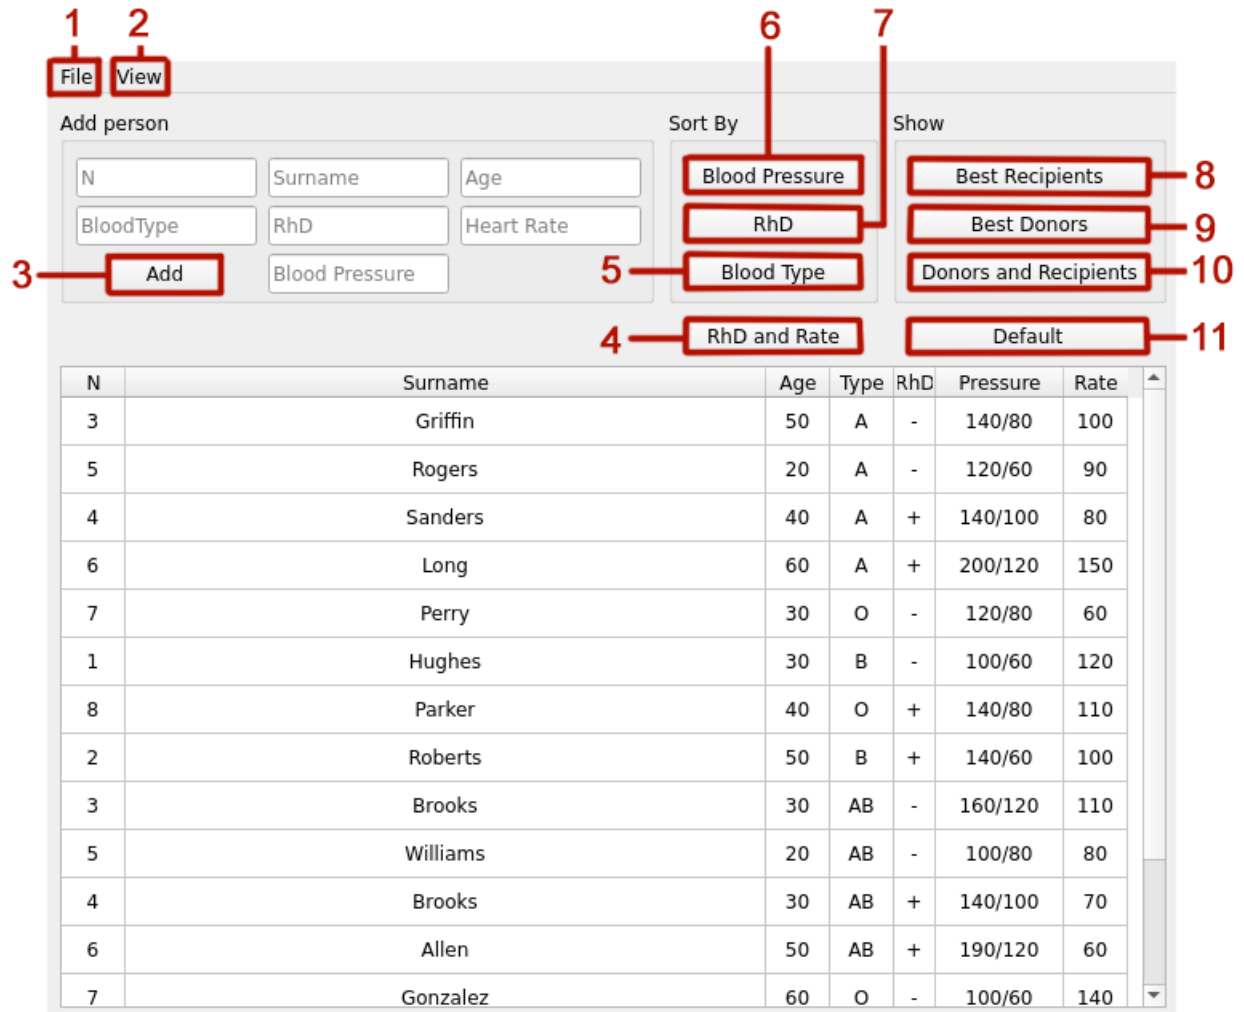 1 2 6 7
File View
Add person Sort By Show
N Surname Age Blood Pressure Best Recipients 8
BloodType RhD Heart Rate RhD Best Donors 9
3 Add Blood Pressure 5 Blood Type Donors and Recipients 10
4 RhD and Rate Default 11
N Surname Age Type RhD Pressure Rate
3 Griffin 50 A - 140/80 100
5 Rogers 20 A - 120/60 90
4 Sanders 40 A + 140/100 80
6 Long 60 A + 200/120 150
7 Perry 30 O - 120/80 60
1 Hughes 30 B - 100/60 120
8 Parker 40 O + 140/80 110
2 Roberts 50 B + 140/60 100
3 Brooks 30 AB - 160/120 110
5 Williams 20 AB - 100/80 80
4 Brooks 30 AB + 140/100 70
6 Allen 50 AB + 190/120 60
7 Gonzalez 60 O - 100/60 140